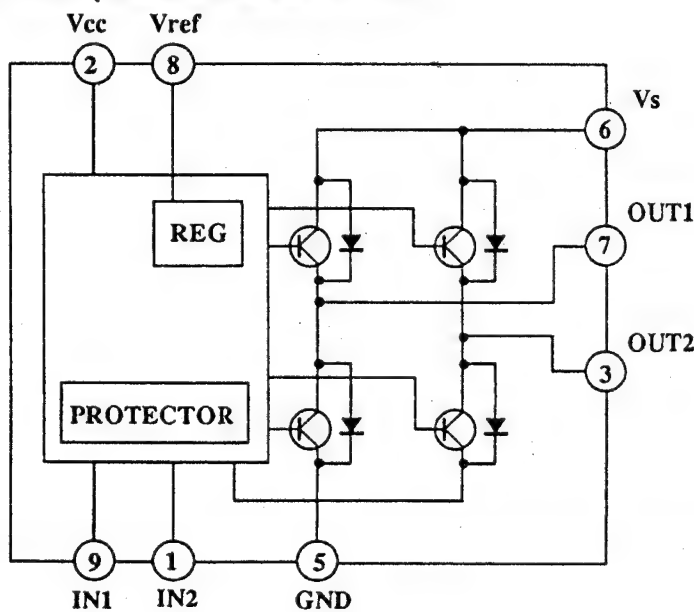 Vcc Vref
2 8
Vs
6
OUT1
REG
7
OUT2
3
PROTECTOR
9 1 5
IN1 IN2 GND